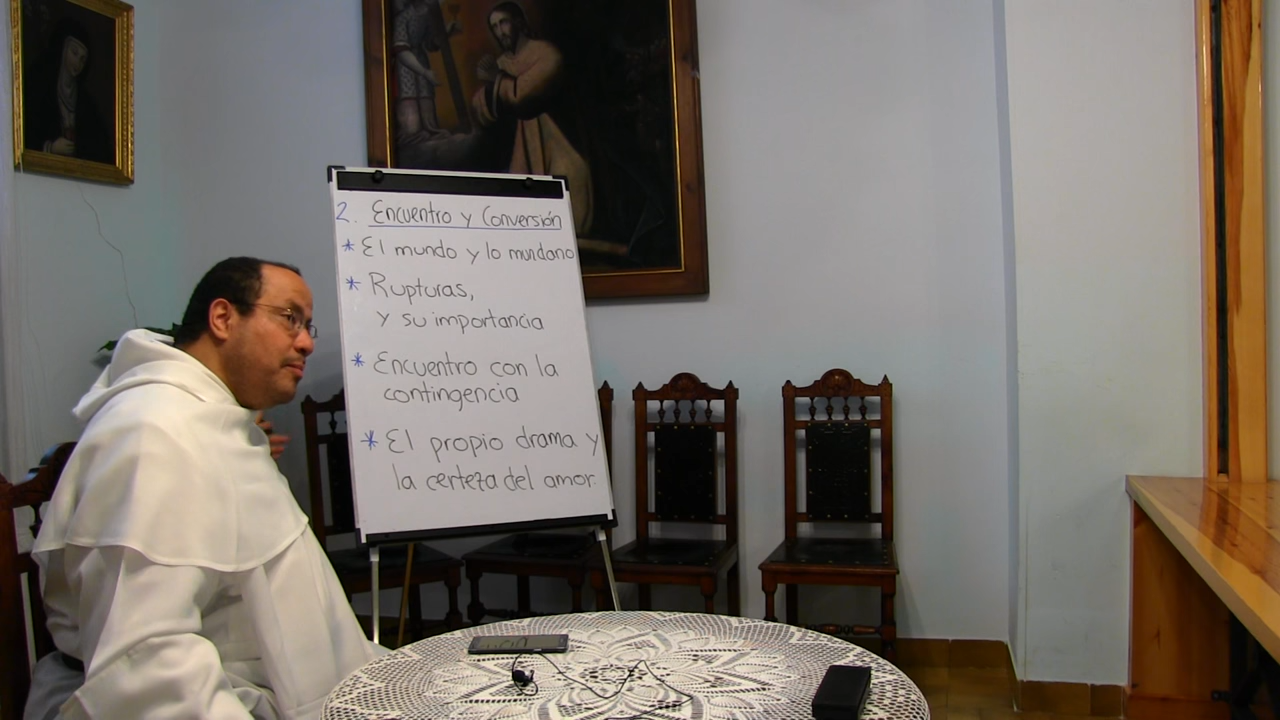 2. Encuentro y Conversión
* El mundo y lo mundano
* Rupturas,
y su importancia
* Encuentro con la
contingencia
* El propio drama y
la certeza del amor.